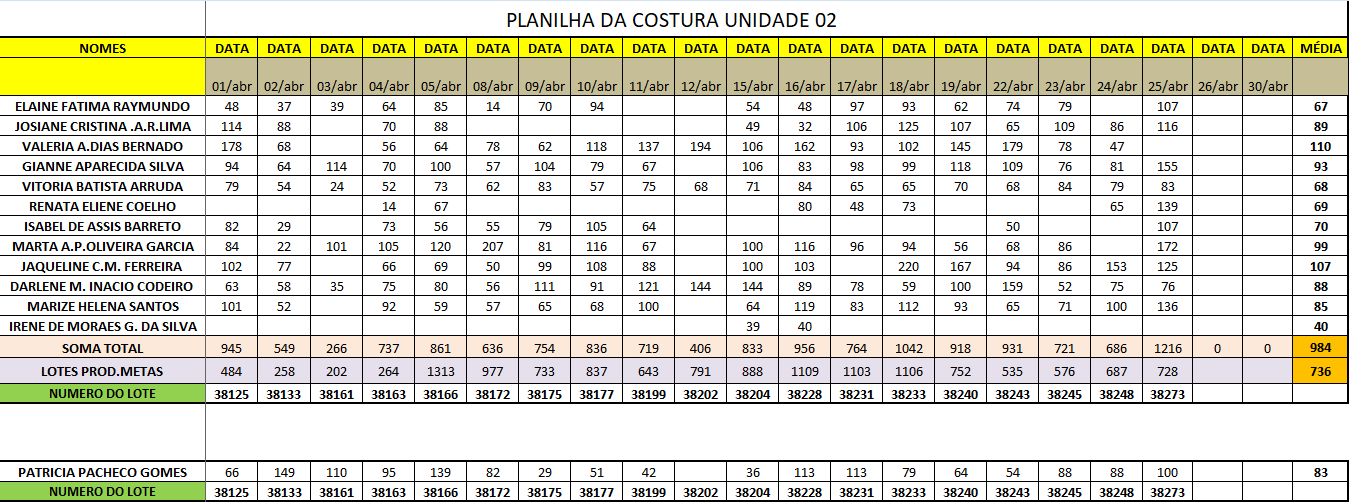 PLANILHA DA COSTURA UNIDADE 02
NOMES DATA DATA DATA DATA DATA DATA DATA DATA DATA DATA DATA DATA DATA DATA DATA DATA DATA DATA DATA DATA DATA MÉDIA
01/abr 02/abr 03/abr 04/abr 05/abr 08/abr 09/abr 10/abr 11/abr 12/abr 15/abr 16/abr 17/abr 18/abr 19/abr 22/abr 23/abr 24/abr 25/abr 26/abr 30/abr
ELAINE FATIMA RAYMUNDO 48 37 39 64 85 14 70 94 54 48 97 93 62 74 79 107 67
JOSIANE CRISTINA .A.R.LIMA 114 88 70 88 49 32 106 125 107 65 109 86 116 89
VALERIA A.DIAS BERNADO 178 68 56 64 78 62 118 137 194 106 162 93 102 145 179 78 47 110
GIANNE APARECIDA SILVA 94 64 114 70 100 57 104 79 67 106 83 98 99 118 109 76 81 155 93
VITORIA BATISTA ARRUDA 79 54 24 52 73 62 83 57 75 68 71 84 65 65 70 68 84 79 83 68
RENATA ELIENE COELHO 14 67 80 48 73 65 139 69
ISABEL DE ASSIS BARRETO 82 29 73 56 55 79 105 64 50 107 70
MARTA A.P.OLIVEIRA GARCIA 84 22 101 105 120 207 81 116 67 100 116 96 94 56 68 86 172 99
JAQUELINE C.M. FERREIRA 102 77 66 69 50 99 108 88 100 103 220 167 94 86 153 125 107
DARLENE M. INACIO CODEIRO 63 58 35 75 80 56 111 91 121 144 144 89 78 59 100 159 52 75 76 88
MARIZE HELENA SANTOS 101 52 92 59 57 65 68 100 64 119 83 112 93 65 71 100 136 85
IRENE DE MORAES G. DA SILVA 39 40 40
SOMA TOTAL 945 549 266 737 861 636 754 836 719 406 833 956 764 1042 918 931 721 686 1216 0 0 984
LOTES PROD.METAS 484 258 202 264 1313 977 733 837 643 791 888 1109 1103 1106 752 535 576 687 728 736
NUMERO DO LOTE 38125 38133 38161 38163 38166 38172 38175 38177 38199 38202 38204 38228 38231 38233 38240 38243 38245 38248 38273
PATRICIA PACHECO GOMES 66 149 110 95 139 82 29 51 42 36 113 113 79 64 54 88 88 100 83
NUMERO DO LOTE 38125 38133 38161 38163 38166 38172 38175 38177 38199 38202 38204 38228 38231 38233 38240 38243 38245 38248 38273